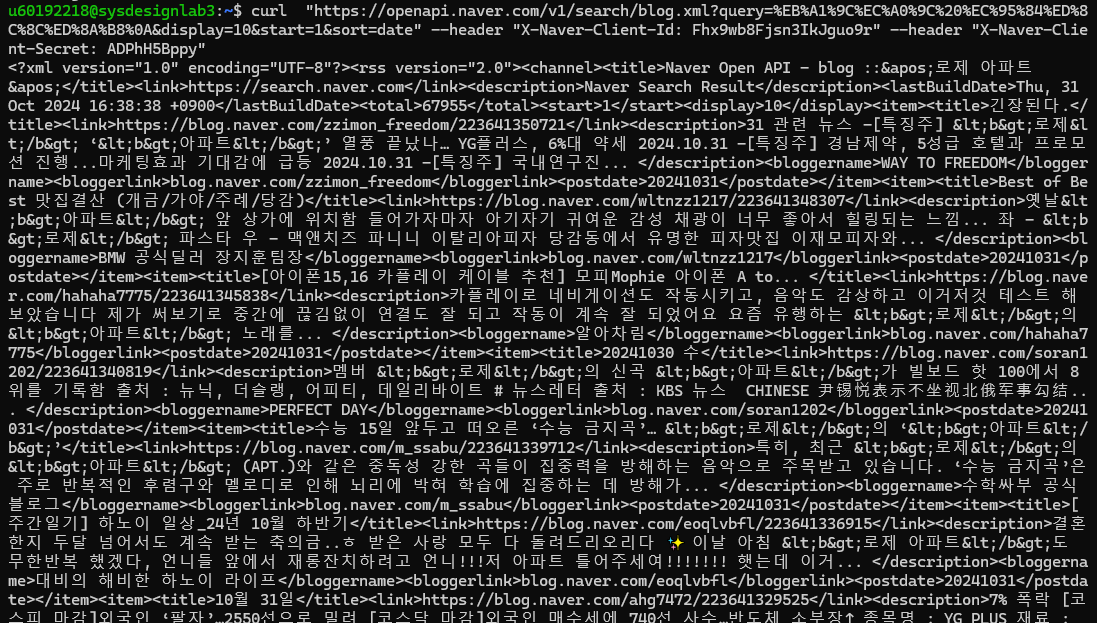 u60192218@sysdesignlab3:~$ curl  "https://openapi.naver.com/v1/search/blog.xml?query=%EB%A1%9C%EC%A0%9C%20%EC%95%84%ED%8
C%8C%ED%8A%B8%0A&display=10&start=1&sort=date" --header "X-Naver-Client-Id: Fhx9wb8Fjsn3IkJguo9r" --header "X-Naver-Clie
nt-Secret: ADPhH5Bppy"
<?xml version="1.0" encoding="UTF-8"?><rss version="2.0"><channel><title>Naver Open API - blog ::&apos;로제 아파트
&apos;</title><link>https://search.naver.com</link><description>Naver Search Result</description><lastBuildDate>Thu, 31
Oct 2024 16:38:38 +0900</lastBuildDate><total>67955</total><start>1</start><display>10</display><item><title>긴장된다.</
title><link>https://blog.naver.com/zzimon_freedom/223641350721</link><description>31 관련 뉴스 -[특징주] &lt;b&gt;로제&l
t;/b&gt; ‘&lt;b&gt;아파트&lt;/b&gt;’ 열풍 끝났나… YG플러스, 6%대 약세 2024.10.31 -[특징주] 경남제약, 5성급 호텔과 프로모
션 진행...마케팅효과 기대감에 급등 2024.10.31 -[특징주] 국내연구진... </description><bloggername>WAY TO FREEDOM</blogger
name><bloggerlink>blog.naver.com/zzimon_freedom</bloggerlink><postdate>20241031</postdate></item><item><title>Best of Be
st 맛집결산 (개금/가야/주례/당감)</title><link>https://blog.naver.com/wltnzz1217/223641348307</link><description>옛날&lt
;b&gt;아파트&lt;/b&gt; 앞 상가에 위치함 들어가자마자 아기자기 귀여운 감성 채광이 너무 좋아서 힐링되는 느낌... 좌 - &lt;b&g
t;로제&lt;/b&gt; 파스타 우 - 맥앤치즈 파니니 이탈리아피자 당감동에서 유명한 피자맛집 이재모피자와... </description><bl
oggername>BMW 공식딜러 장지훈팀장</bloggername><bloggerlink>blog.naver.com/wltnzz1217</bloggerlink><postdate>20241031</p
ostdate></item><item><title>[아이폰15,16 카플레이 케이블 추천] 모피Mophie 아이폰 A to... </title><link>https://blog.nave
r.com/hahaha7775/223641345838</link><description>카플레이로 네비게이션도 작동시키고, 음악도 감상하고 이거저것 테스트 해
보았습니다 제가 써보기로 중간에 끊김없이 연결도 잘 되고 작동이 계속 잘 되었어요 요즘 유행하는 &lt;b&gt;로제&lt;/b&gt;의
&lt;b&gt;아파트&lt;/b&gt; 노래를... </description><bloggername>알아차림</bloggername><bloggerlink>blog.naver.com/hahaha7
775</bloggerlink><postdate>20241031</postdate></item><item><title>20241030 수</title><link>https://blog.naver.com/soran1
202/223641340819</link><description>멤버 &lt;b&gt;로제&lt;/b&gt;의 신곡 &lt;b&gt;아파트&lt;/b&gt;가 빌보드 핫 100에서 8
위를 기록함 출처 : 뉴닉, 더슬랭, 어피티, 데일리바이트 # 뉴스레터 출처 : KBS 뉴스  CHINESE 尹锡悦表示不坐视北俄军事勾结..
. </description><bloggername>PERFECT DAY</bloggername><bloggerlink>blog.naver.com/soran1202</bloggerlink><postdate>20241
031</postdate></item><item><title>수능 15일 앞두고 떠오른 ‘수능 금지곡’… &lt;b&gt;로제&lt;/b&gt;의 ‘&lt;b&gt;아파트&lt;/
b&gt;’</title><link>https://blog.naver.com/m_ssabu/223641339712</link><description>특히, 최근 &lt;b&gt;로제&lt;/b&gt;의
&lt;b&gt;아파트&lt;/b&gt; (APT.)와 같은 중독성 강한 곡들이 집중력을 방해하는 음악으로 주목받고 있습니다. ‘수능 금지곡’은
 주로 반복적인 후렴구와 멜로디로 인해 뇌리에 박혀 학습에 집중하는 데 방해가... </description><bloggername>수학싸부 공식
블로그</bloggername><bloggerlink>blog.naver.com/m_ssabu</bloggerlink><postdate>20241031</postdate></item><item><title>[
주간일기] 하노이 일상_24년 10월 하반기</title><link>https://blog.naver.com/eoqlvbfl/223641336915</link><description>결혼
한지 두달 넘어서도 계속 받는 축의금..ㅎ 받은 사랑 모두 다 돌려드리오리다 ✨ 이날 아침 &lt;b&gt;로제 아파트&lt;/b&gt;도
무한반복 했겠다, 언니들 앞에서 재롱잔치하려고 언니!!!저 아파트 틀어주세여!!!!!!! 햇는데 이거... </description><bloggerna
me>대비의 해비한 하노이 라이프</bloggername><bloggerlink>blog.naver.com/eoqlvbfl</bloggerlink><postdate>20241031</postda
te></item><item><title>10월 31일</title><link>https://blog.naver.com/ahg7472/223641329525</link><description>7% 폭락 [코
스피 마감]외국인 ‘팔자’…2550선으로 밀려 [코스닥 마감]외국인 매수세에 740선 사수…반도체 소부장↑ 종목명 : YG PLUS 재료 :